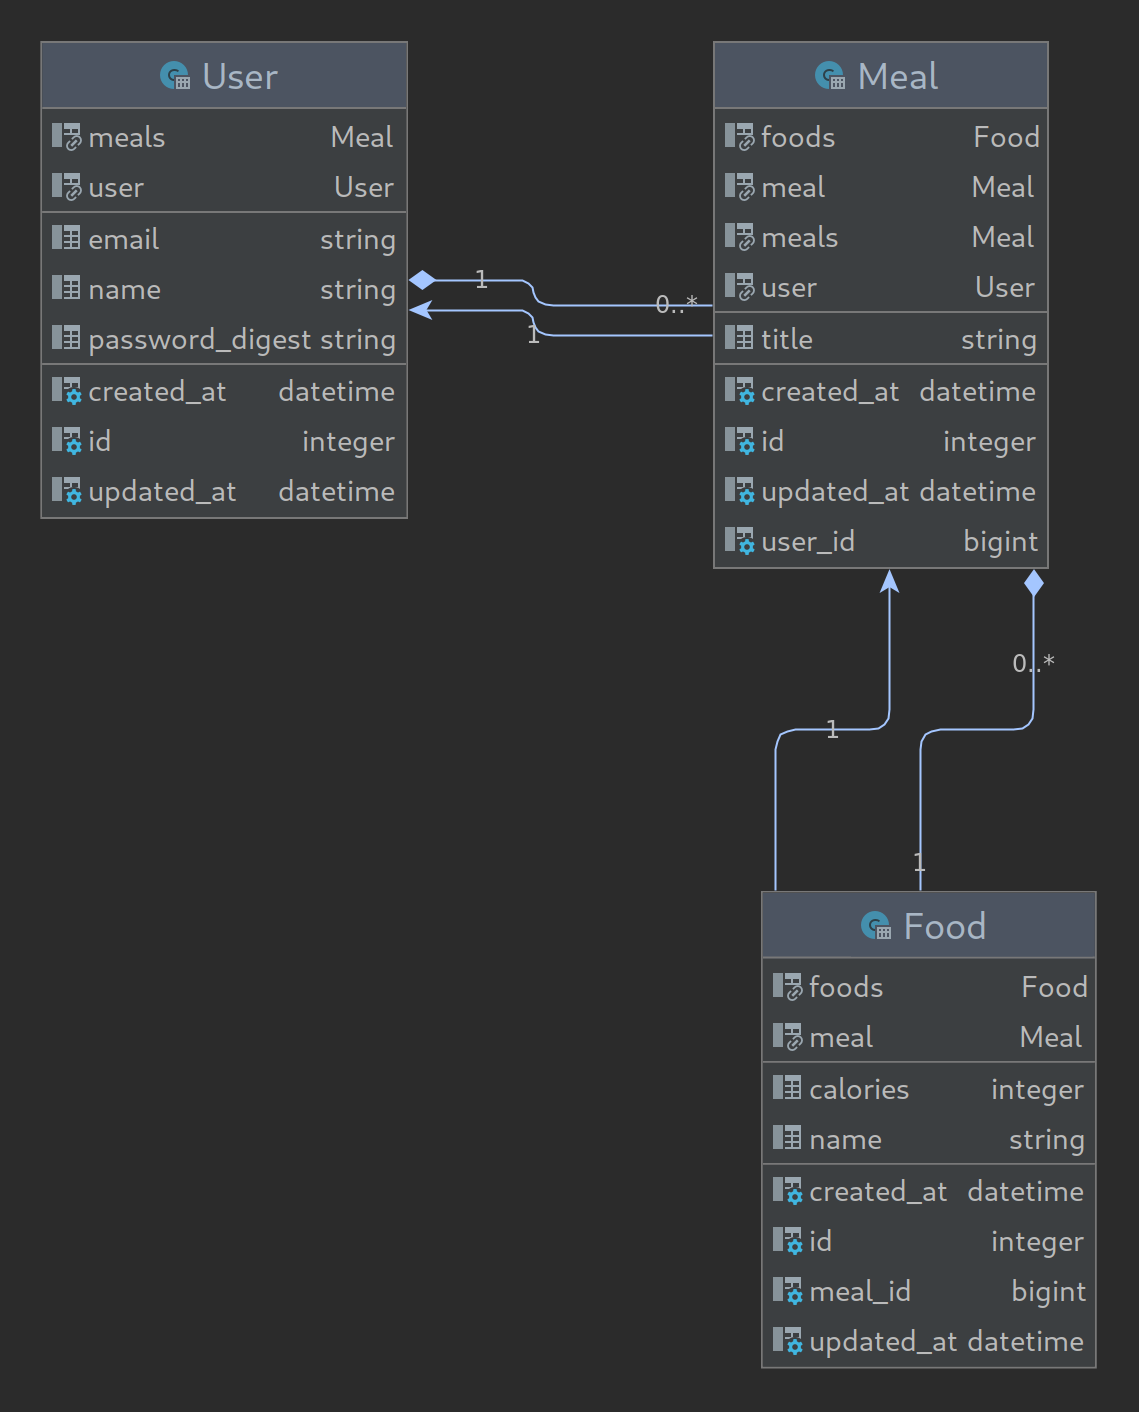 User
meals Meal
user User
email string
name string
password_digest string
created_at datetime
id integer
updated_at datetime
1
0..*
1
Meal
foods Food
meal Meal
meals Meal
user User
title string
created_at datetime
id integer
updated_at datetime
user_id bigint
0..*
1
1
Food
foods Food
meal Meal
calories integer
name string
created_at datetime
id integer
meal_id bigint
updated_at datetime